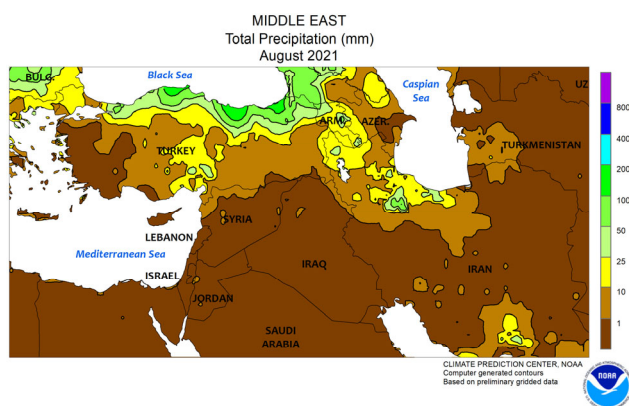 MIDDLE EAST
Total Precipitation (mm)
August 2021
BULG.
Black Sea
Caspian
Sea
UZ
ARM.
AZER.
TURKMENISTAN
TURKEY
SYRIA
LEBANON
Mediterranean Sea
ISRAEL
IRAQ
IRAN
JORDAN
SAUDI
ARABIA
800
400
200
100
50
25
10
1
CLIMATE PREDICTION CENTER, NOAA
Computer generated contours
Based on preliminary gridded data
NOAA